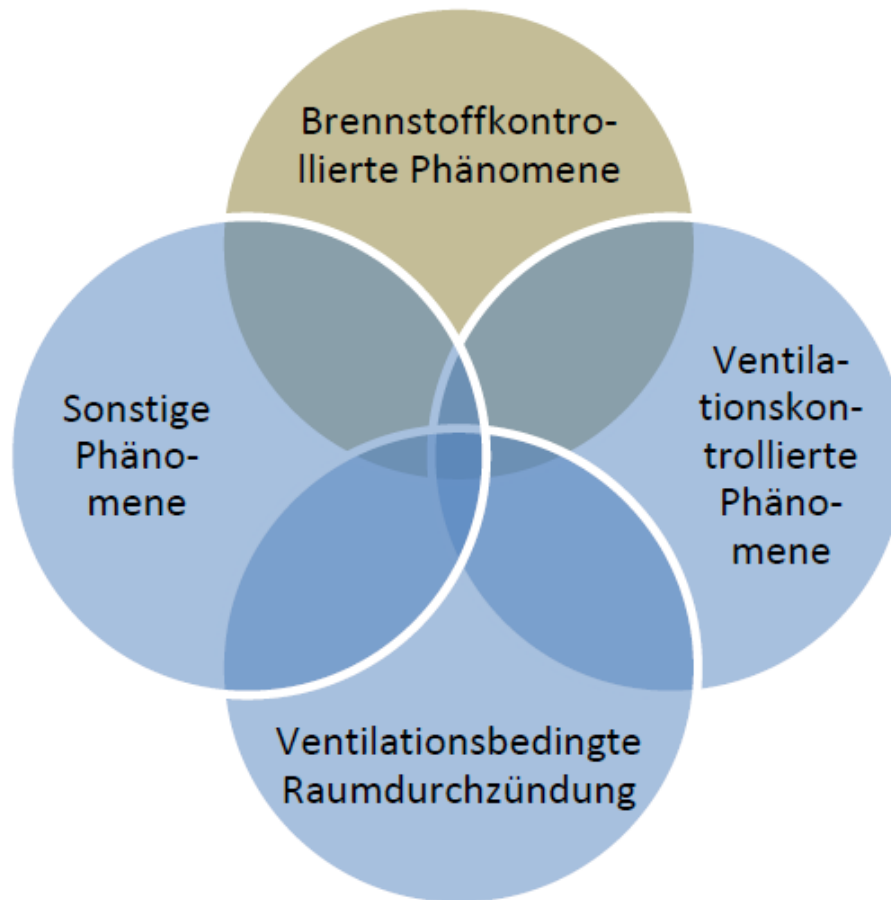 Brennstoffkontro-
llierte Phänomene
Sonstige
Phäno-
mene
Ventila-
tionskon-
trollierte
Phäno-
mene
Ventilationsbedingte
Raumdurchzündung